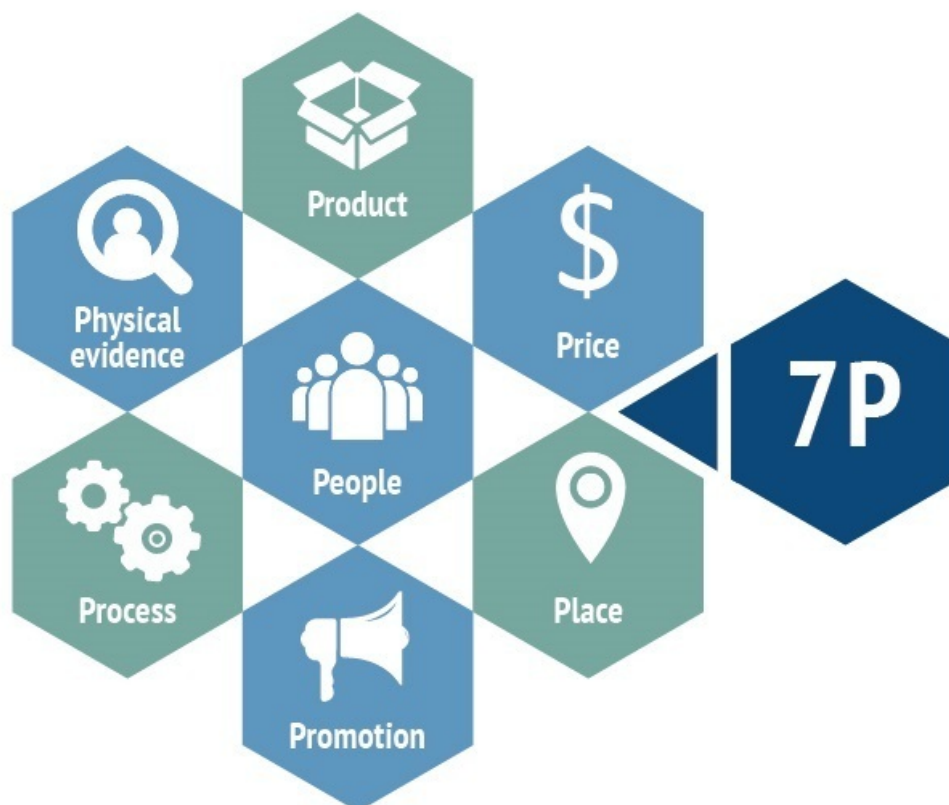 Product
Physical
evidence
$
Price
People
7P
Process
Place
Promotion